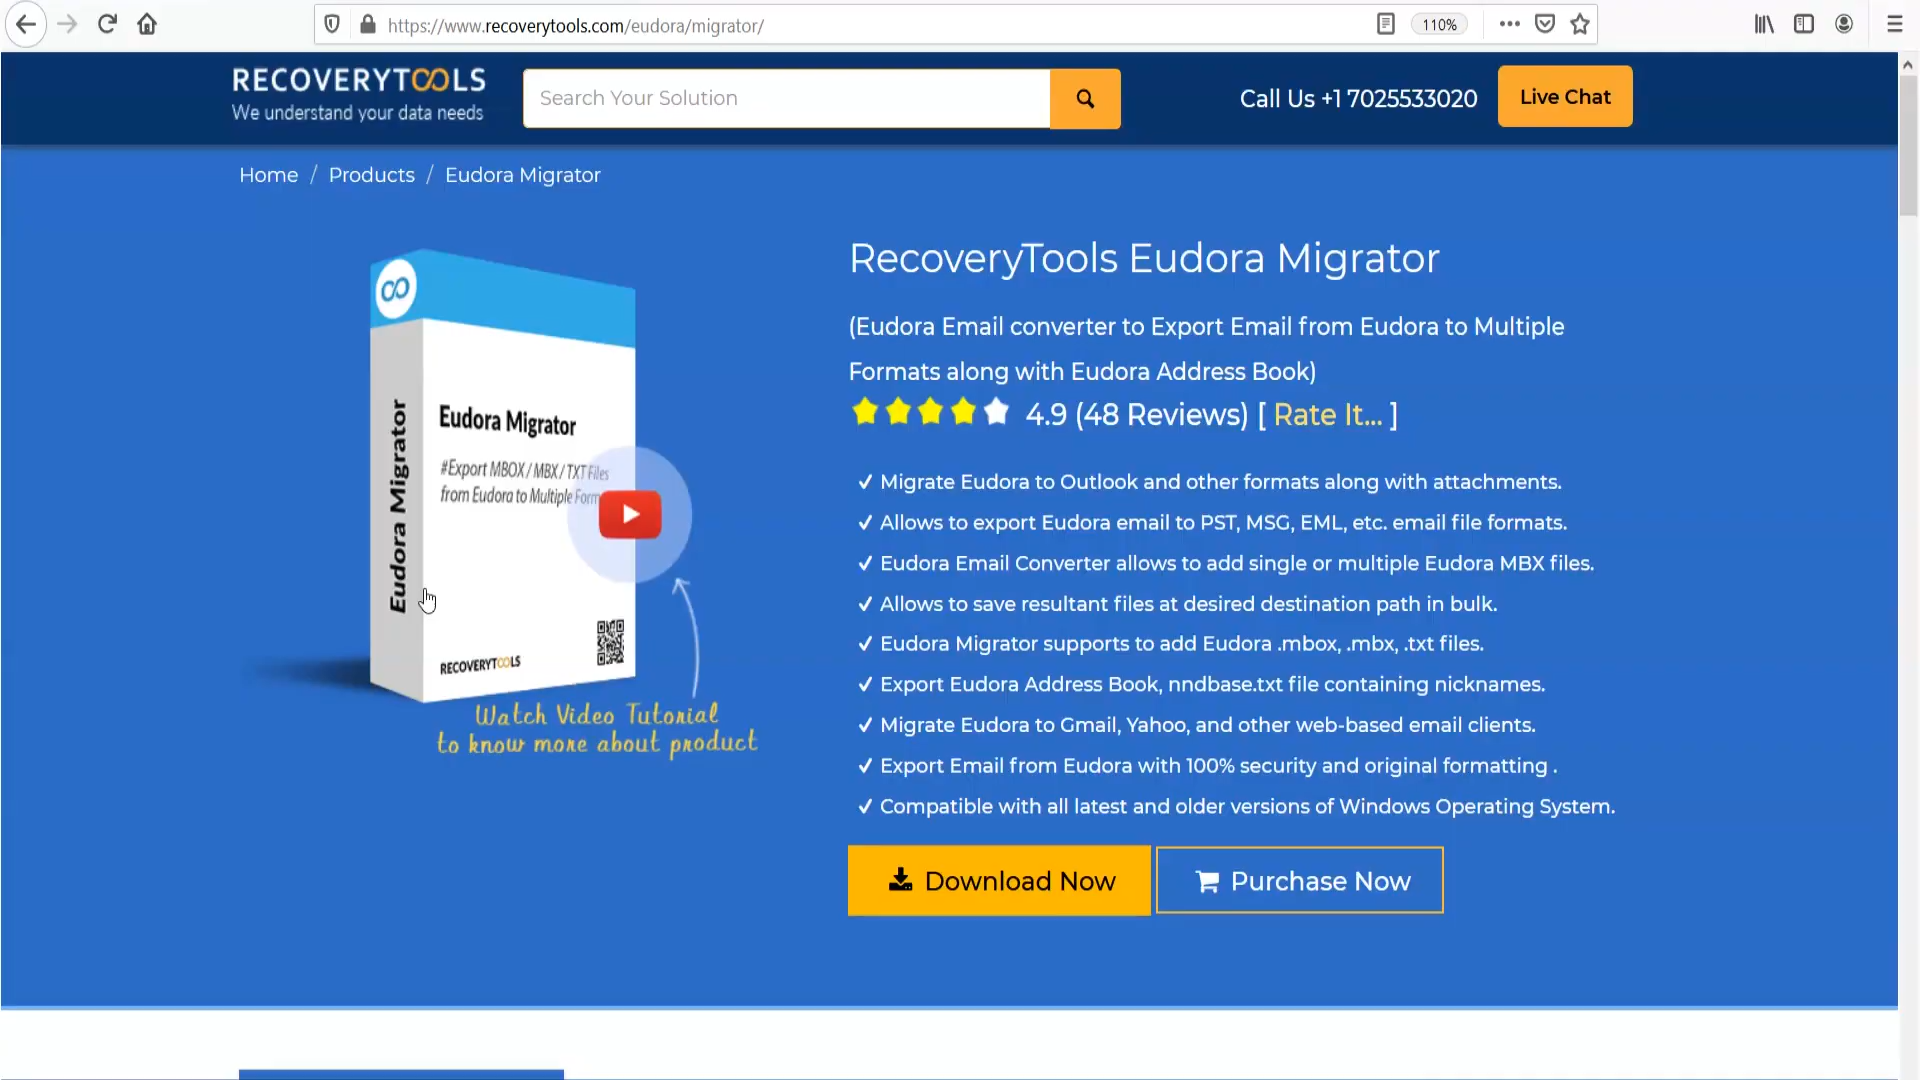 https://www.recoverytools.com/eudora/migrator/
110%
RECOVERYTOOLS
We understand your data needs
Search Your Solution
Call Us +1 7025533020
Live Chat
Home / Products / Eudora Migrator
Eudora Migrator
Eudora Migrator
#Export MBOX / MBX / TXT Files
from Eudora to Multiple Form
RECOVERYTOOLS
Watch Video Tutorial
to know more about product
RecoveryTools Eudora Migrator
(Eudora Email converter to Export Email from Eudora to Multiple
Formats along with Eudora Address Book)
4.9 (48 Reviews) [ Rate It... ]
✓ Migrate Eudora to Outlook and other formats along with attachments.
✓ Allows to export Eudora email to PST, MSG, EML, etc. email file formats.
✓ Eudora Email Converter allows to add single or multiple Eudora MBX files.
✓ Allows to save resultant files at desired destination path in bulk.
✓ Eudora Migrator supports to add Eudora .mbox, .mbx, .txt files.
✓ Export Eudora Address Book, nndbase.txt file containing nicknames.
✓ Migrate Eudora to Gmail, Yahoo, and other web-based email clients.
✓ Export Email from Eudora with 100% security and original formatting .
✓ Compatible with all latest and older versions of Windows Operating System.
Download Now
Purchase Now